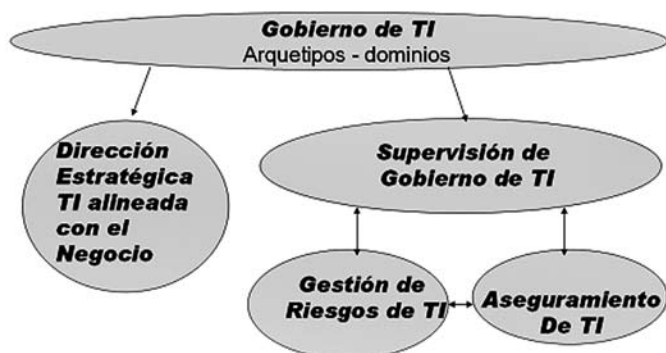 Gobierno de TI
Arquetipos - dominios
Dirección
Estratégica
TI alineada
con el
Negocio
Supervisión de
Gobierno de TI
Gestión de
Riesgos de TI
Aseguramiento
De TI